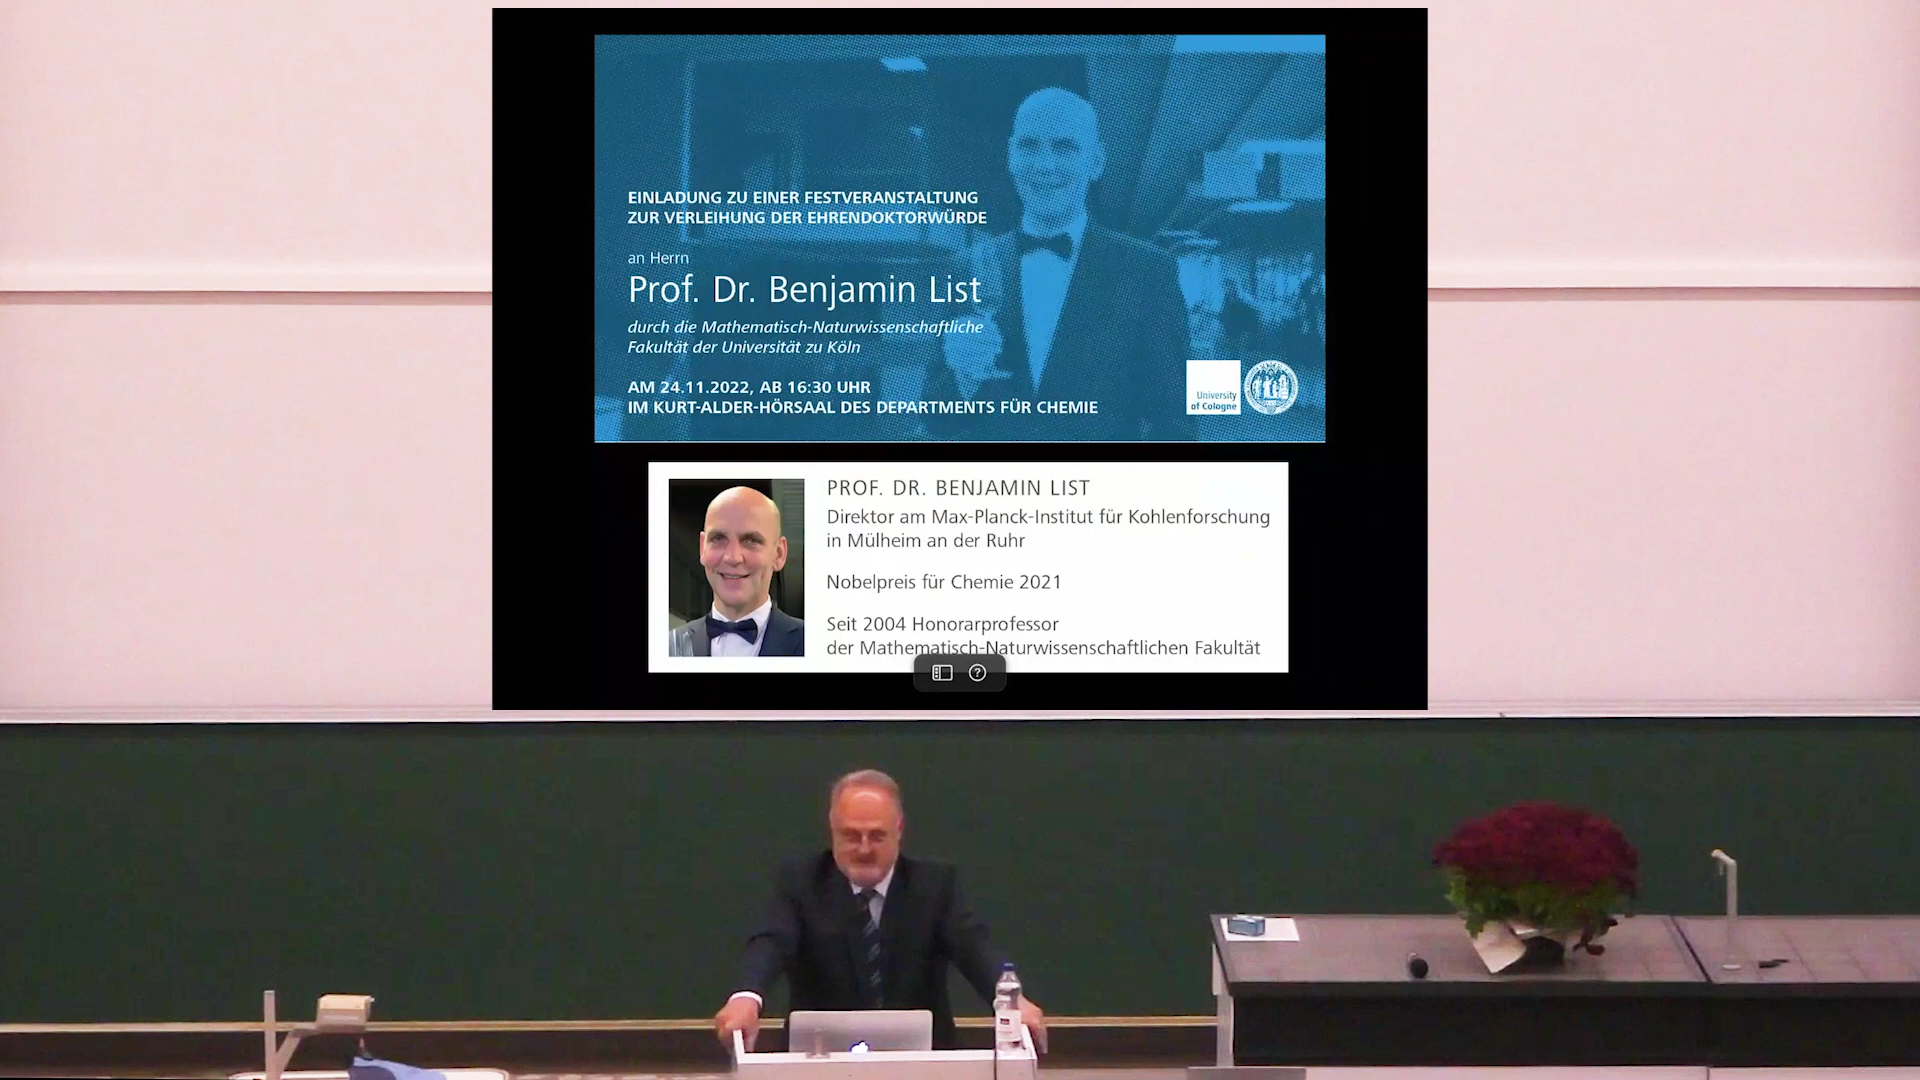 EINLADUNG ZU EINER FESTVERANSTALTUNG
ZUR VERLEIHUNG DER EHRENDOKTORWÜRDE
an Herrn
Prof. Dr. Benjamin List
durch die Mathematisch-Naturwissenschaftliche
Fakultät der Universität zu Köln
AM 24.11.2022, AB 16:30 UHR
IM KURT-ALDER-HÖRSAAL DES DEPARTMENTS FÜR CHEMIE
University
of Cologne
PROF. DR. BENJAMIN LIST
Direktor am Max-Planck-Institut für Kohlenforschung
in Mülheim an der Ruhr
Nobelpreis für Chemie 2021
Seit 2004 Honorarprofessor
der Mathematisch-Naturwissenschaftlichen Fakultät
?